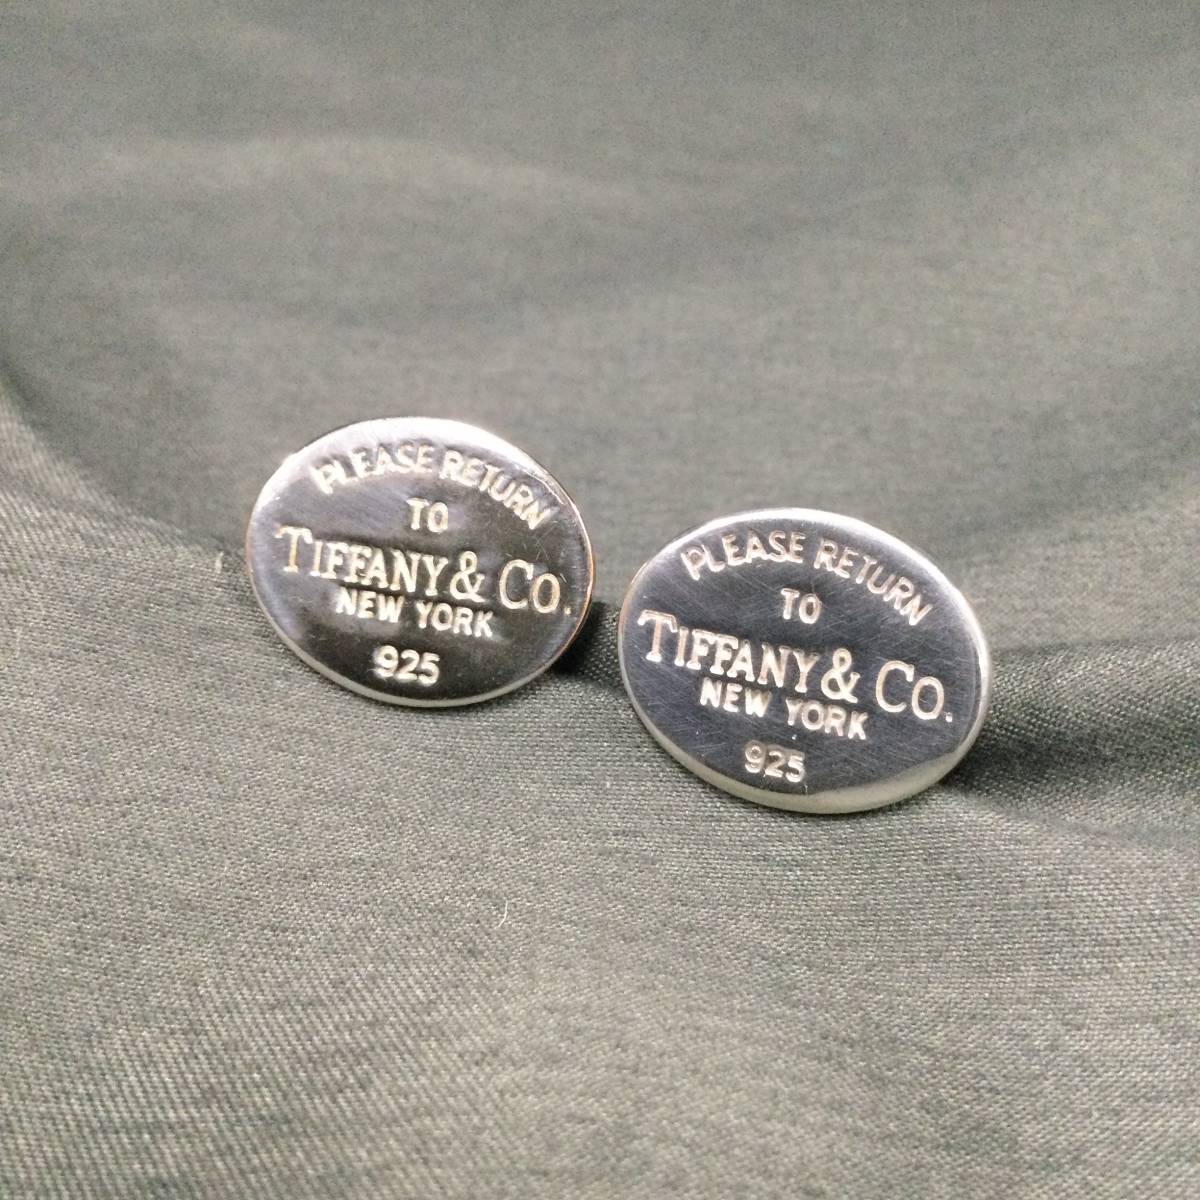 PLEASE RETURN
TO
TIFFANY & CO.
NEW YORK
925
PLEASE RETURN
TO
TIFFANY & CO.
NEW YORK
925